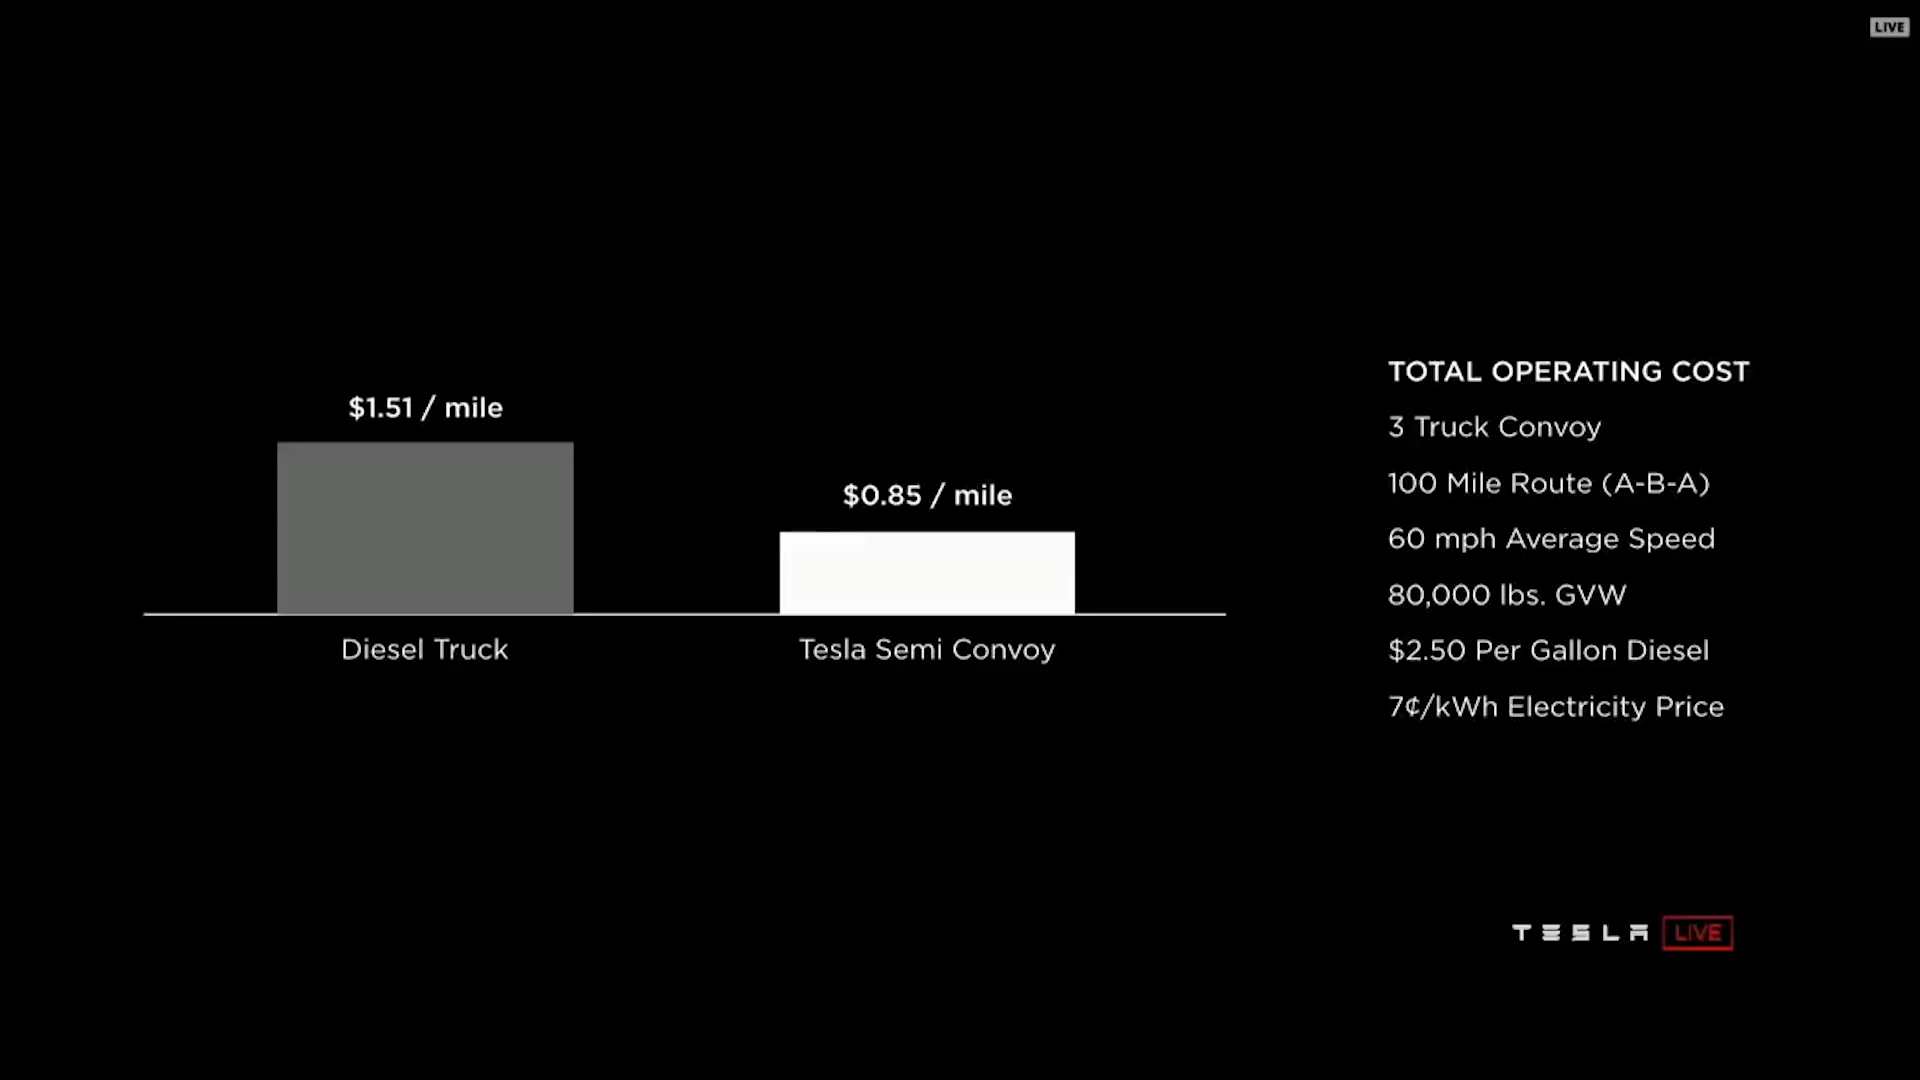 LIVE
$1.51 / mile
$0.85 / mile
Diesel Truck
Tesla Semi Convoy
TOTAL OPERATING COST
3 Truck Convoy
100 Mile Route (A-B-A)
60 mph Average Speed
80,000 lbs. GVW
$2.50 Per Gallon Diesel
7¢/kWh Electricity Price
TESLA LIVE